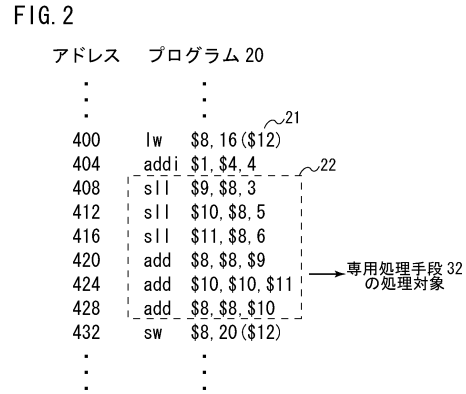 FIG. 2
アドレス プログラム 20
21
400 lw $8, 16 ($12)
404 addi $1, $4, 4
22
408 sll $9, $8, 3
412 sll $10, $8, 5
416 sll $11, $8, 6
420 add $8, $8, $9
424 add $10, $10, $11
428 add $8, $8, $10
432 sw $8, 20 ($12)
専用処理手段 32
の処理対象